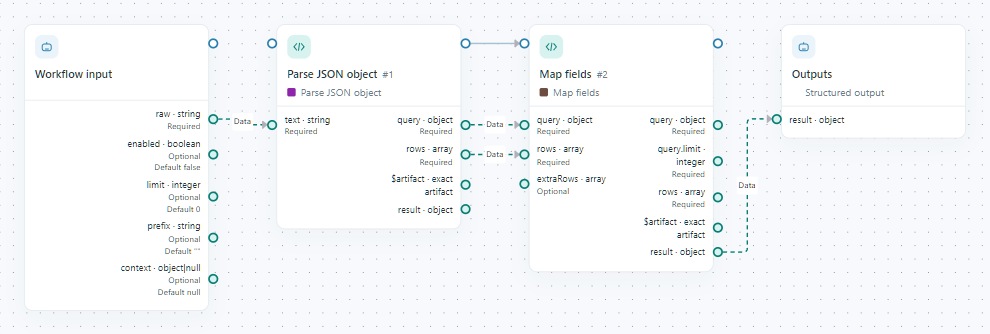 Workflow input
raw · string
Required
enabled · boolean
Optional
Default false
limit · integer
Optional
Default 0
prefix · string
Optional
Default ""
context · object|null
Optional
Default null
Data
Parse JSON object #1
Parse JSON object
text · string
Required
query · object
Required
rows · array
Required
$artifact · exact
artifact
result · object
Data
Data
Map fields #2
Map fields
query · object
Required
rows · array
Required
extraRows · array
Optional
query · object
Required
query.limit ·
integer
Required
rows · array
Required
$artifact · exact
artifact
result · object
Data
Outputs
Structured output
result · object